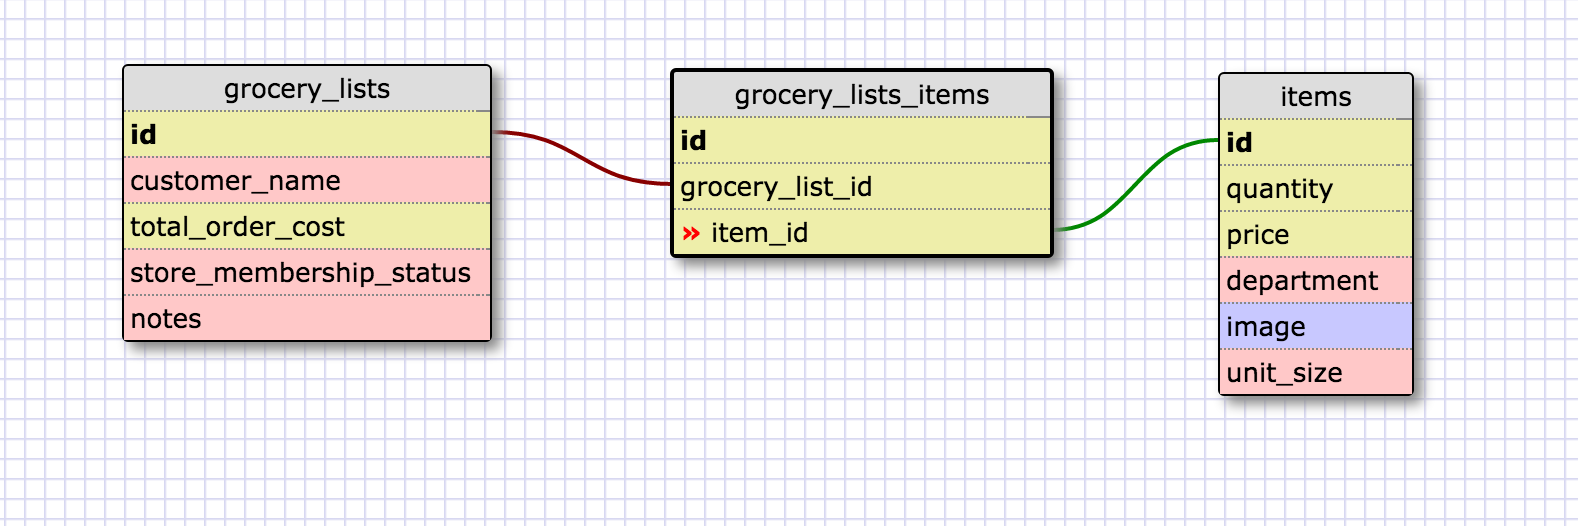 grocery_lists
id
customer_name
total_order_cost
store_membership_status
notes
grocery_lists_items
id
grocery_list_id
» item_id
items
id
quantity
price
department
image
unit_size